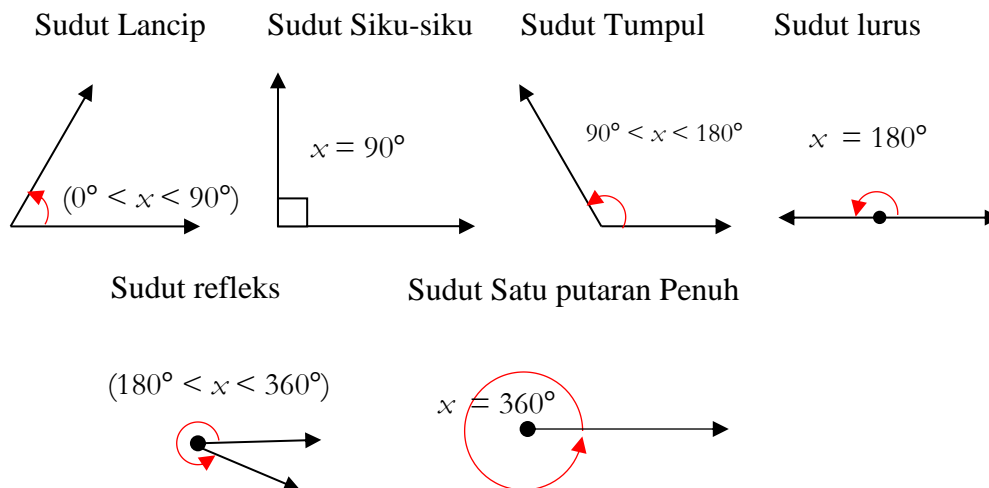 Sudut Lancip Sudut Siku-siku Sudut Tumpul Sudut lurus
90° < x < 180°
x = 90°
x = 180°
(0° < x < 90°)
Sudut refleks Sudut Satu putaran Penuh
(180° < x < 360°)
x = 360°